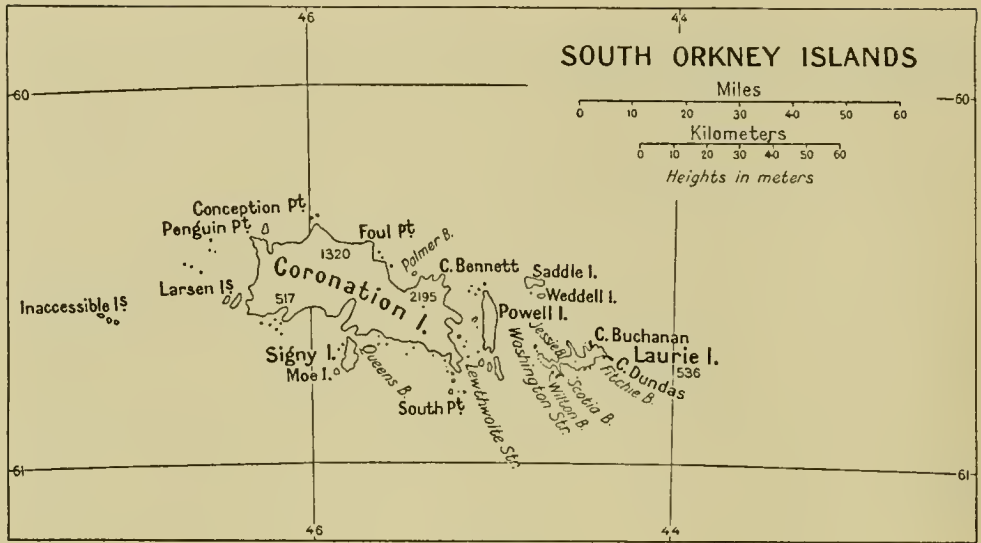 46
44
SOUTH ORKNEY ISLANDS
60
60
Miles
0 10 20 30 40 50 60
Kilometers
0 10 20 30 40 50 60
Heights in meters
Conception Pt.
Penguin Pt.
Foul Pt.
Palmer B.
1320
C. Bennett
Saddle I.
Weddell I.
Coronation I.
Larsen Is
517
2195
Inaccessible Is
Powell I.
C. Buchanan
Jessie B.
Laurie I.
Signy I.
Moe I.
Queens B.
C. Dundas
536
Fitchie B.
Washington Str.
Scotia B.
Wilton B.
South Pt
Lewthwaite Str.
61
61
46
44